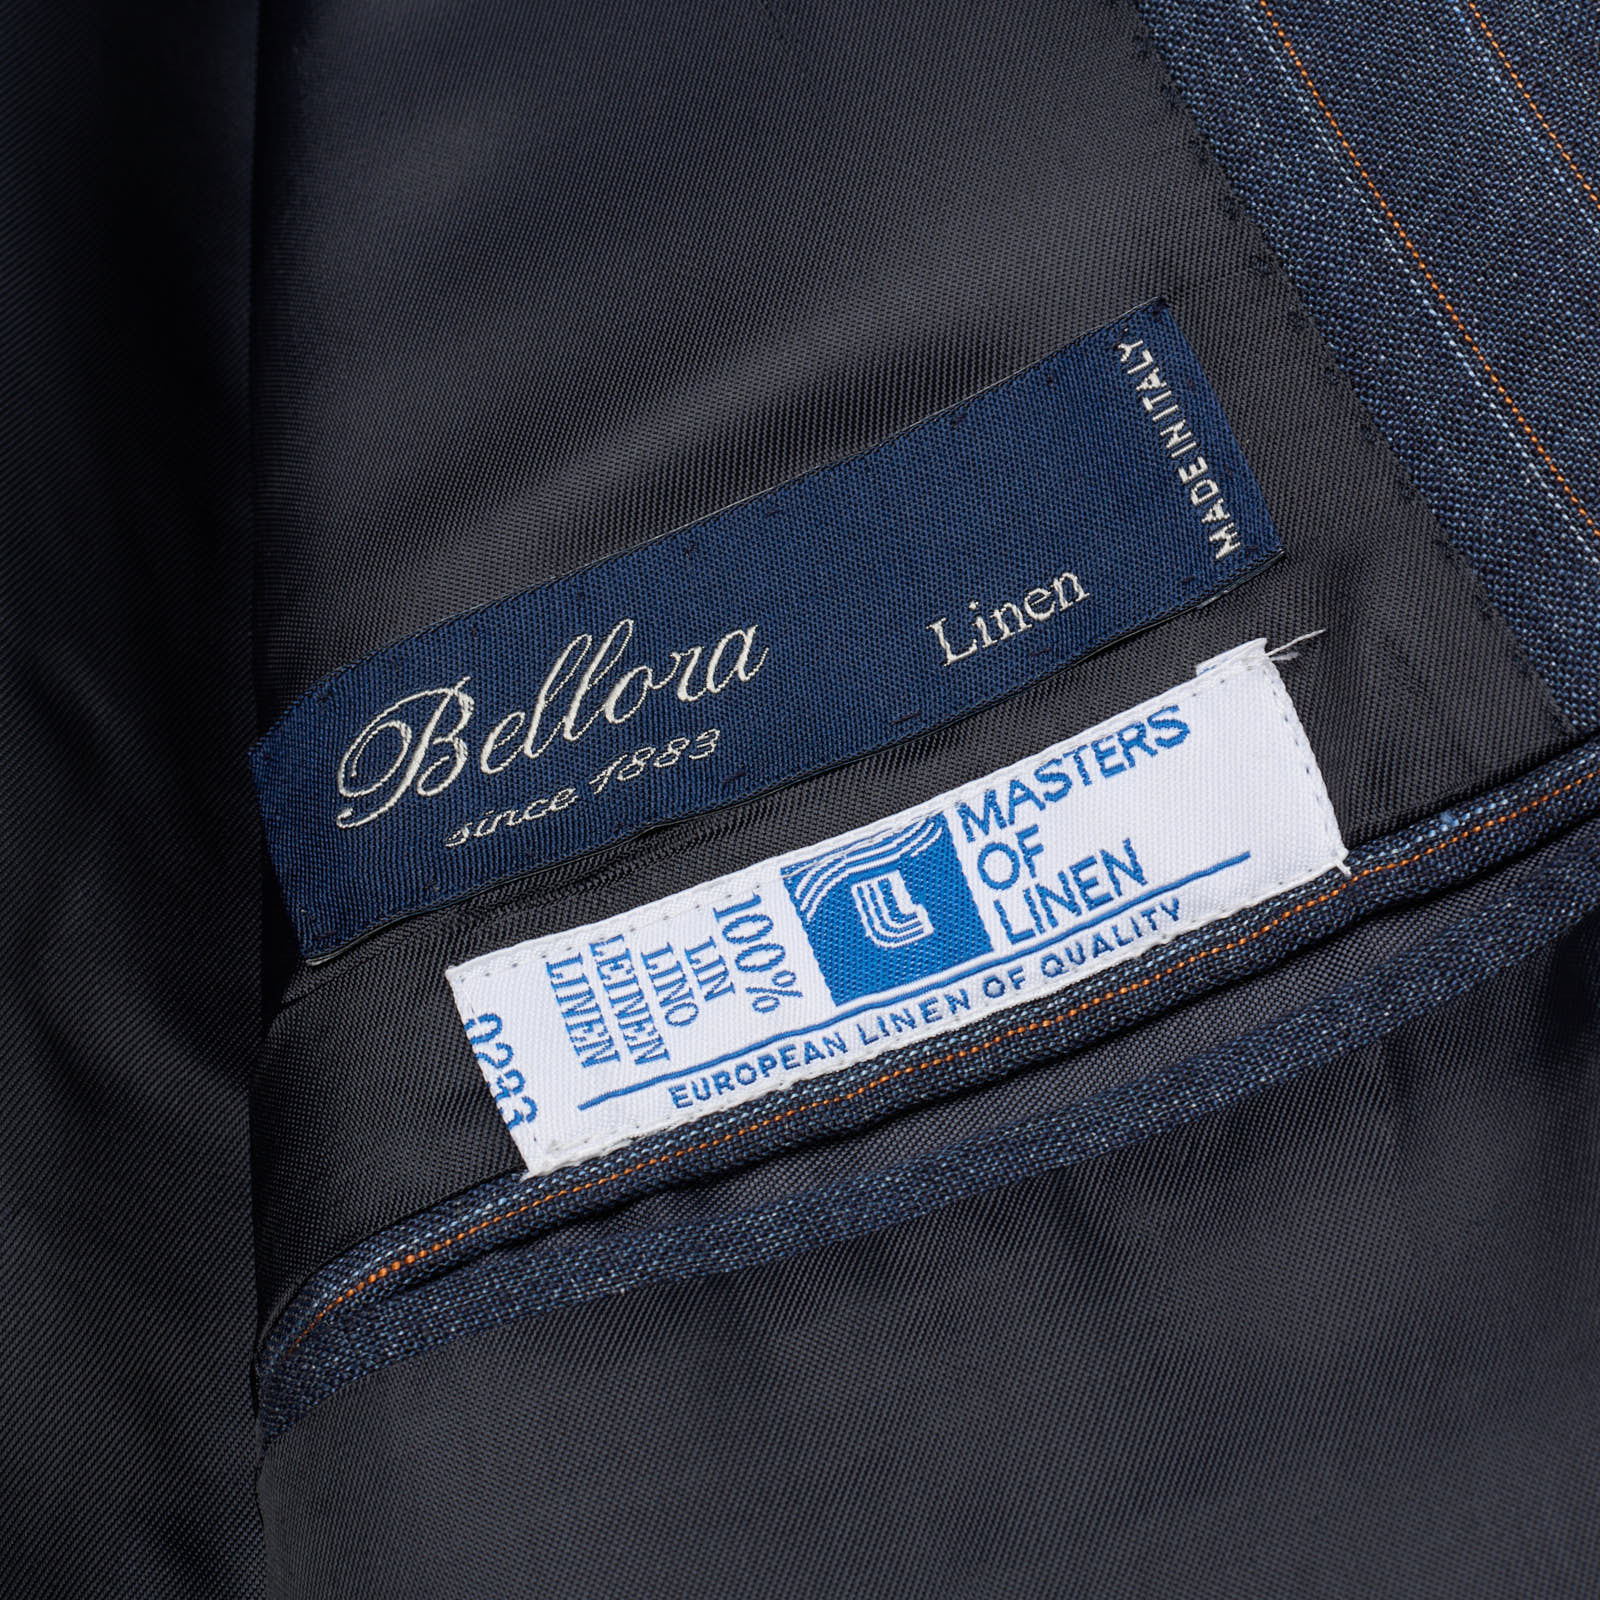 Bellora
since 1883
Linen
MADE IN ITALY
MASTERS
OF
LINEN
EUROPEAN LINEN OF QUALITY
100%
LIN
LINO
LEINEN
LINEN
0283